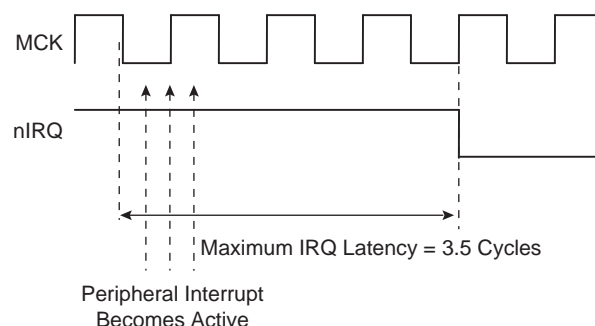 MCK
nIRQ
Maximum IRQ Latency = 3.5 Cycles
Peripheral Interrupt
Becomes Active